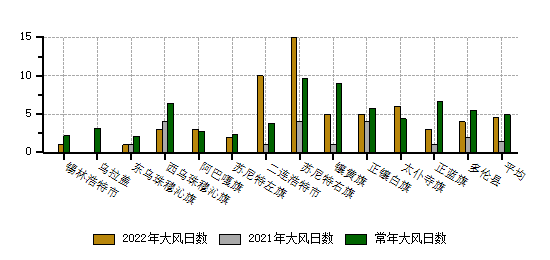 15
10
5
0
锡林浩特市
乌拉盖
东乌珠穆沁旗
西乌珠穆沁旗
阿巴嘎旗
苏尼特左旗
二连浩特市
苏尼特右旗
镶黄旗
正镶白旗
太仆寺旗
正蓝旗
多伦县
平均
2022年大风日数 2021年大风日数 常年大风日数